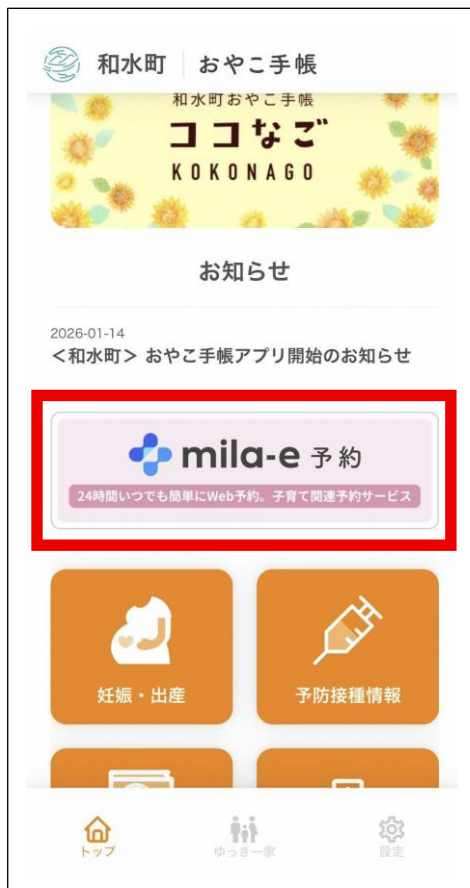 和水町 おやこ手帳
和水町おやこ手帳
ココなご
KOKONAGO
お知らせ
2026-01-14
＜和水町＞ おやこ手帳アプリ開始のお知らせ
mila-e 予約
24時間いつでも簡単にWeb予約。子育て関連予約サービス
妊娠・出産
予防接種情報
トップ
ゆっきー家
設定